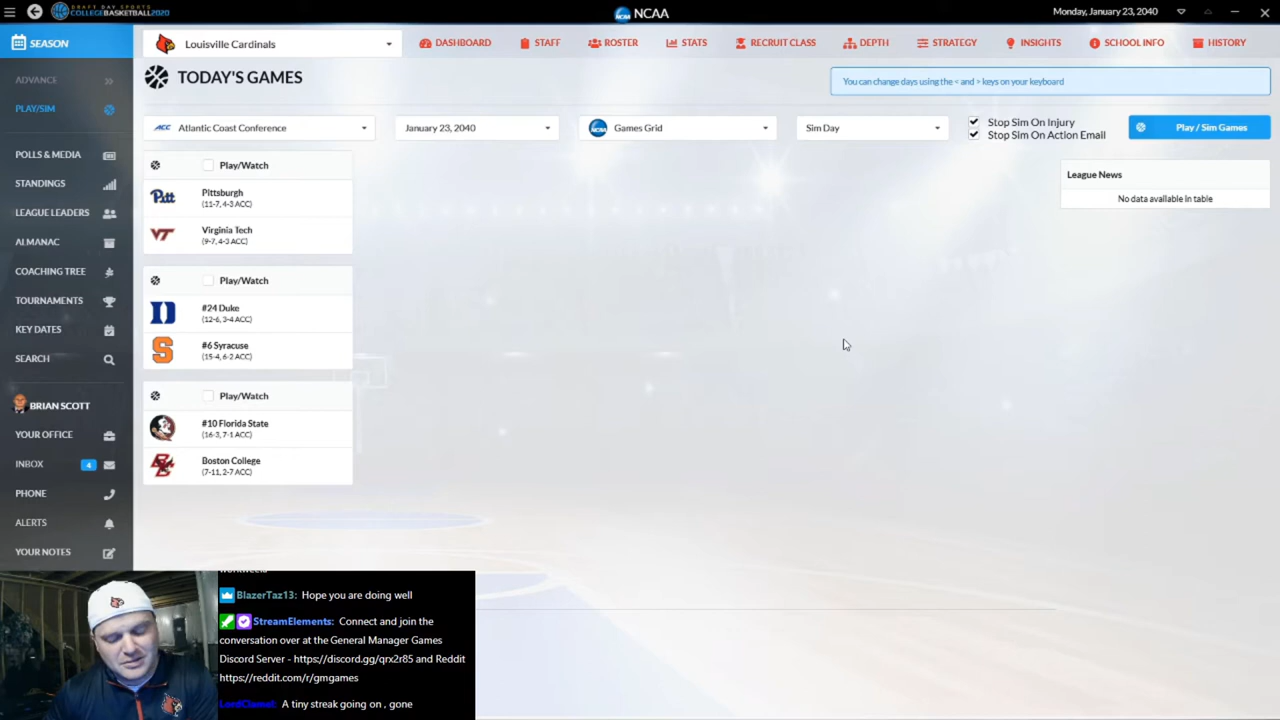 DRAFT DAY SPORTS
COLLEGE BASKETBALL 2020
NCAA
Monday, January 23, 2040
SEASON
Louisville Cardinals
DASHBOARD
STAFF
ROSTER
STATS
RECRUIT CLASS
DEPTH
STRATEGY
INSIGHTS
SCHOOL INFO
HISTORY
ADVANCE
TODAY'S GAMES
You can change days using the < and > keys on your keyboard
PLAY/SIM
ACC Atlantic Coast Conference
January 23, 2040
NCAA Games Grid
Sim Day
Stop Sim On Injury
Stop Sim On Action Email
Play / Sim Games
POLLS & MEDIA
STANDINGS
LEAGUE LEADERS
ALMANAC
COACHING TREE
TOURNAMENTS
KEY DATES
SEARCH
BRIAN SCOTT
YOUR OFFICE
INBOX 4
PHONE
ALERTS
YOUR NOTES
Play/Watch
Pitt Pittsburgh
(11-7, 4-3 ACC)
VT Virginia Tech
(9-7, 4-3 ACC)
Play/Watch
D #24 Duke
(12-6, 3-4 ACC)
S #6 Syracuse
(15-4, 6-2 ACC)
Play/Watch
#10 Florida State
(16-3, 7-1 ACC)
BC Boston College
(7-11, 2-7 ACC)
League News
No data available in table
BlazerTaz13: Hope you are doing well
StreamElements: Connect and join the
conversation over at the General Manager Games
Discord Server - https://discord.gg/qrx2r85 and Reddit
https://reddit.com/r/gmgames
A tiny streak going on , gone